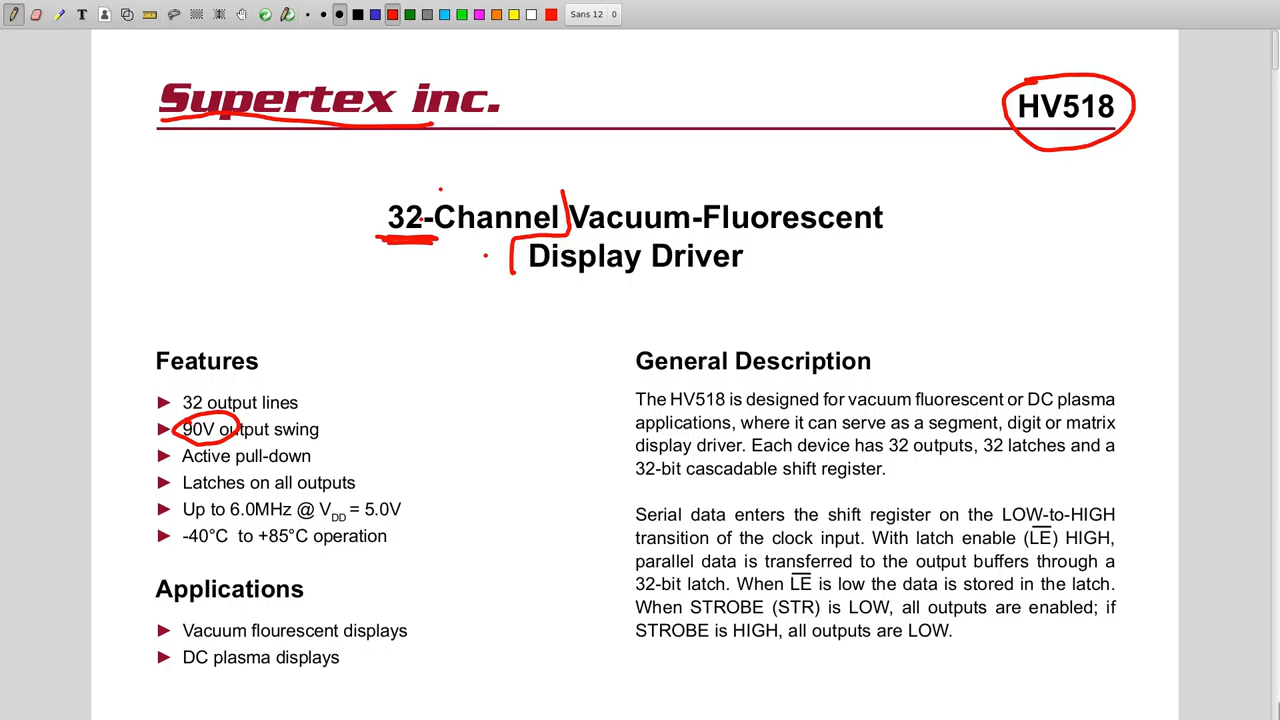 Sans 12 0
Supertex inc.
HV518
32-Channel Vacuum-Fluorescent
Display Driver
Features
► 32 output lines
► 90V output swing
► Active pull-down
► Latches on all outputs
► Up to 6.0MHz @ VDD = 5.0V
► -40°C to +85°C operation
Applications
► Vacuum flourescent displays
► DC plasma displays
General Description
The HV518 is designed for vacuum fluorescent or DC plasma
applications, where it can serve as a segment, digit or matrix
display driver. Each device has 32 outputs, 32 latches and a
32-bit cascadable shift register.
Serial data enters the shift register on the LOW-to-HIGH
transition of the clock input. With latch enable (L̅E̅) HIGH,
parallel data is transferred to the output buffers through a
32-bit latch. When L̅E̅ is low the data is stored in the latch.
When STROBE (STR) is LOW, all outputs are enabled; if
STROBE is HIGH, all outputs are LOW.